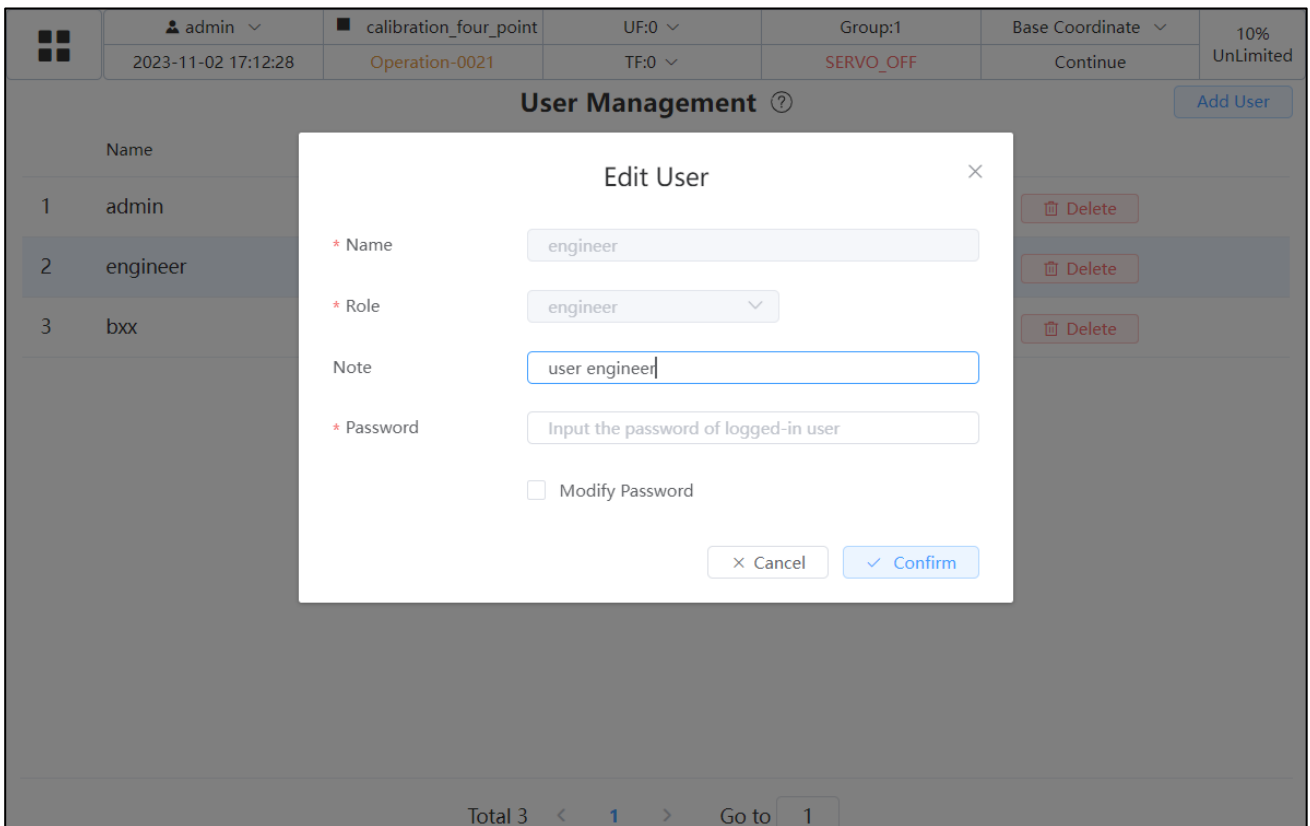 admin
calibration_four_point
UF:0
Group:1
Base Coordinate
10%
UnLimited
2023-11-02 17:12:28
Operation-0021
TF:0
SERVO_OFF
Continue
User Management ?
Add User
Name
Edit User
1 admin
Delete
* Name engineer
2 engineer
Delete
* Role engineer
3 bxx
Delete
Note user engineer
* Password Input the password of logged-in user
Modify Password
Cancel
Confirm
Total 3 < 1 > Go to 1